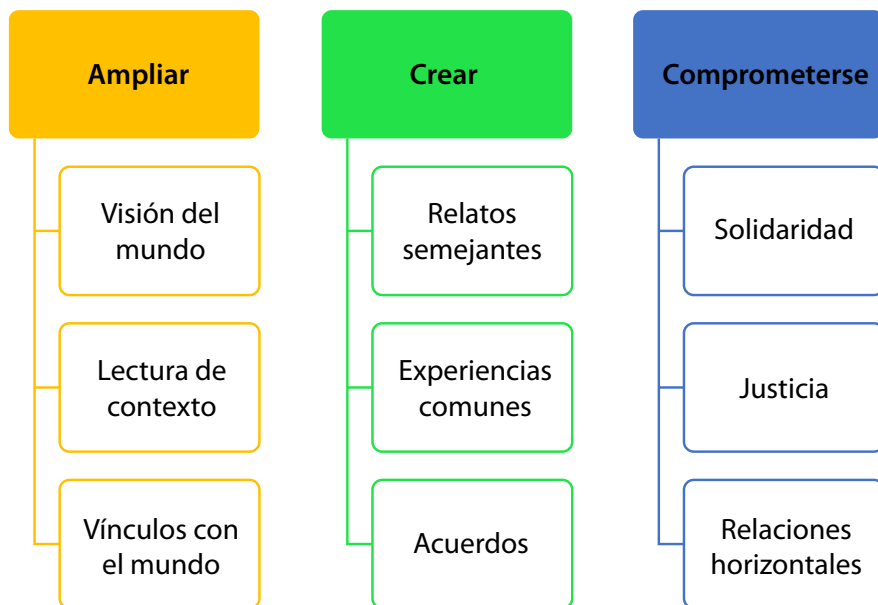 Ampliar
Visión del
mundo
Lectura de
contexto
Vínculos con
el mundo
Crear
Relatos
semejantes
Experiencias
comunes
Acuerdos
Comprometerse
Solidaridad
Justicia
Relaciones
horizontales